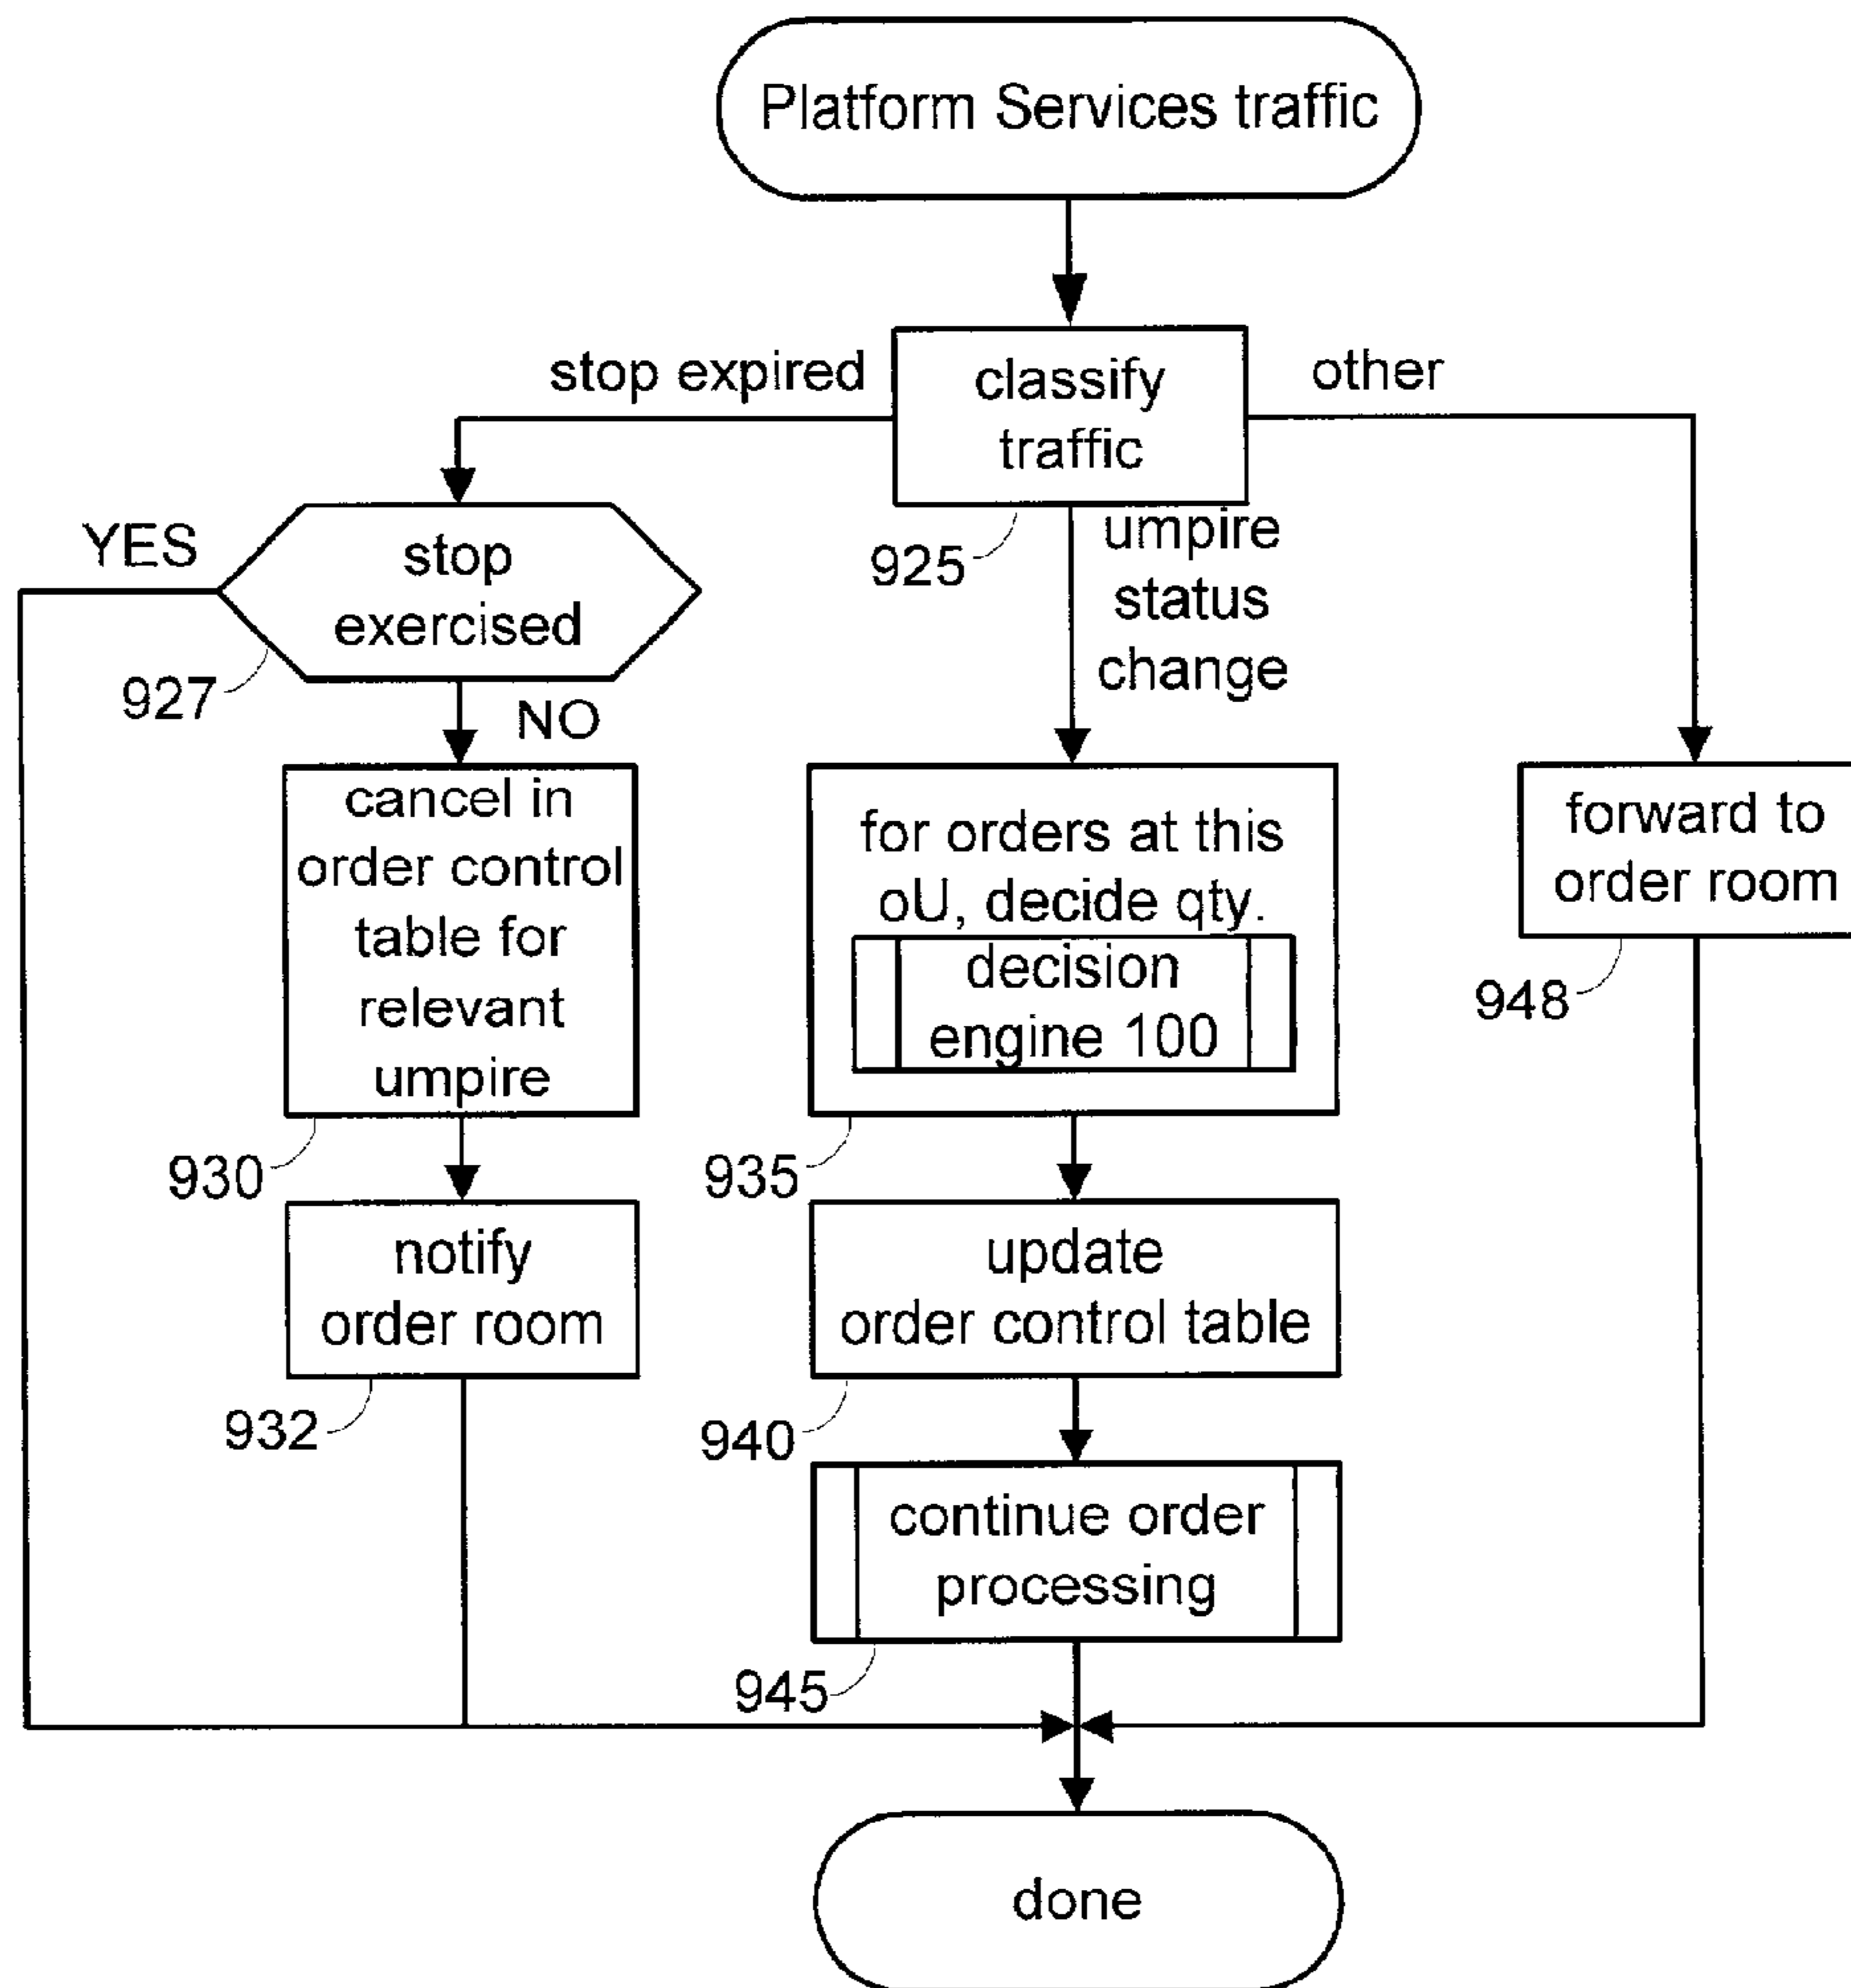 Platform Services traffic
stop expired
classify
traffic
other
925
umpire
status
change
YES
stop
exercised
927
NO
cancel in
order control
table for
relevant
umpire
930
for orders at this
oU, decide qty.
decision
engine 100
935
forward to
order room
948
notify
order room
932
update
order control table
940
continue order
processing
945
done